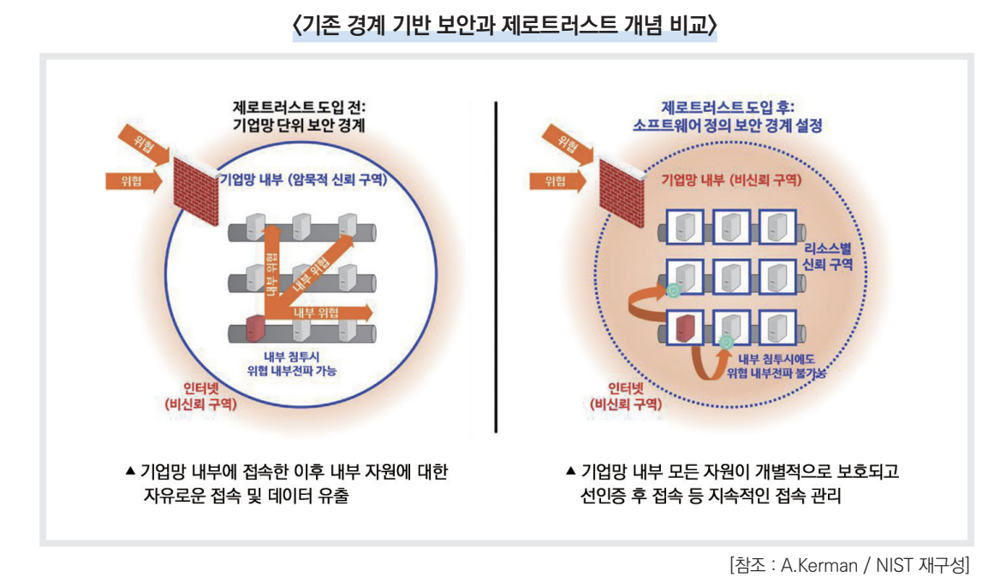 〈기존 경계 기반 보안과 제로트러스트 개념 비교〉
제로트러스트 도입 전:
기업망 단위 보안 경계
위협
위협
기업망 내부 (암묵적 신뢰 구역)
내부 위협
내부 위협
내부 위협
내부 침투시
위협 내부전파 가능
인터넷
(비신뢰 구역)
▲ 기업망 내부에 접속한 이후 내부 자원에 대한
자유로운 접속 및 데이터 유출
제로트러스트 도입 후:
소프트웨어 정의 보안 경계 설정
위협
위협
기업망 내부 (비신뢰 구역)
리소스별
신뢰 구역
내부 침투시에도
위협 내부전파 불가능
인터넷
(비신뢰 구역)
▲ 기업망 내부 모든 자원이 개별적으로 보호되고
선인증 후 접속 등 지속적인 접속 관리
[참조 : A.Kerman / NIST 재구성]